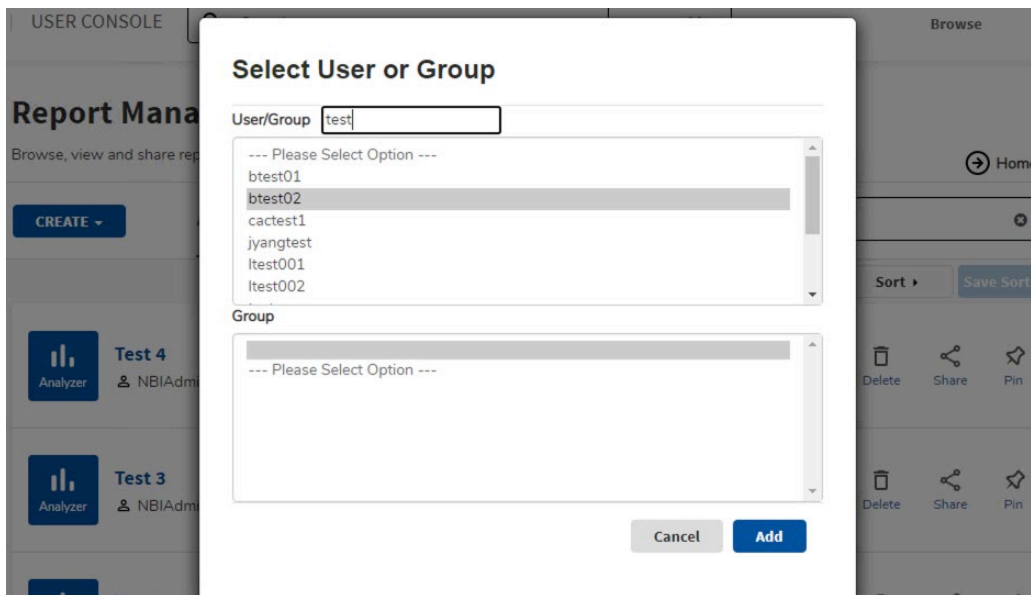 USER CONSOLE
Browse
Select User or Group
Report Mana
User/Group test
Browse, view and share rep
--- Please Select Option ---
Home
btest01
btest02
CREATE
cactest1
jyangtest
ltest001
ltest002
Sort
Save Sort
Group
--- Please Select Option ---
Test 4
Analyzer
NBIAdmi
Delete
Share
Pin
Test 3
Analyzer
NBIAdmi
Delete
Share
Pin
Cancel
Add